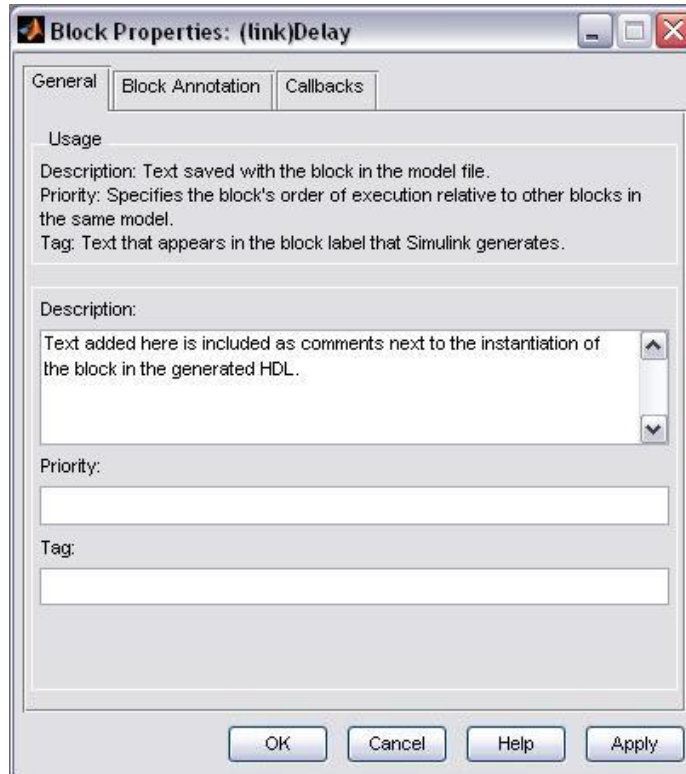 Block Properties: (link)Delay
General
Block Annotation
Callbacks
Usage
Description: Text saved with the block in the model file.
Priority: Specifies the block's order of execution relative to other blocks in
the same model.
Tag: Text that appears in the block label that Simulink generates.
Description:
Text added here is included as comments next to the instantiation of
the block in the generated HDL.
Priority:
Tag:
OK
Cancel
Help
Apply